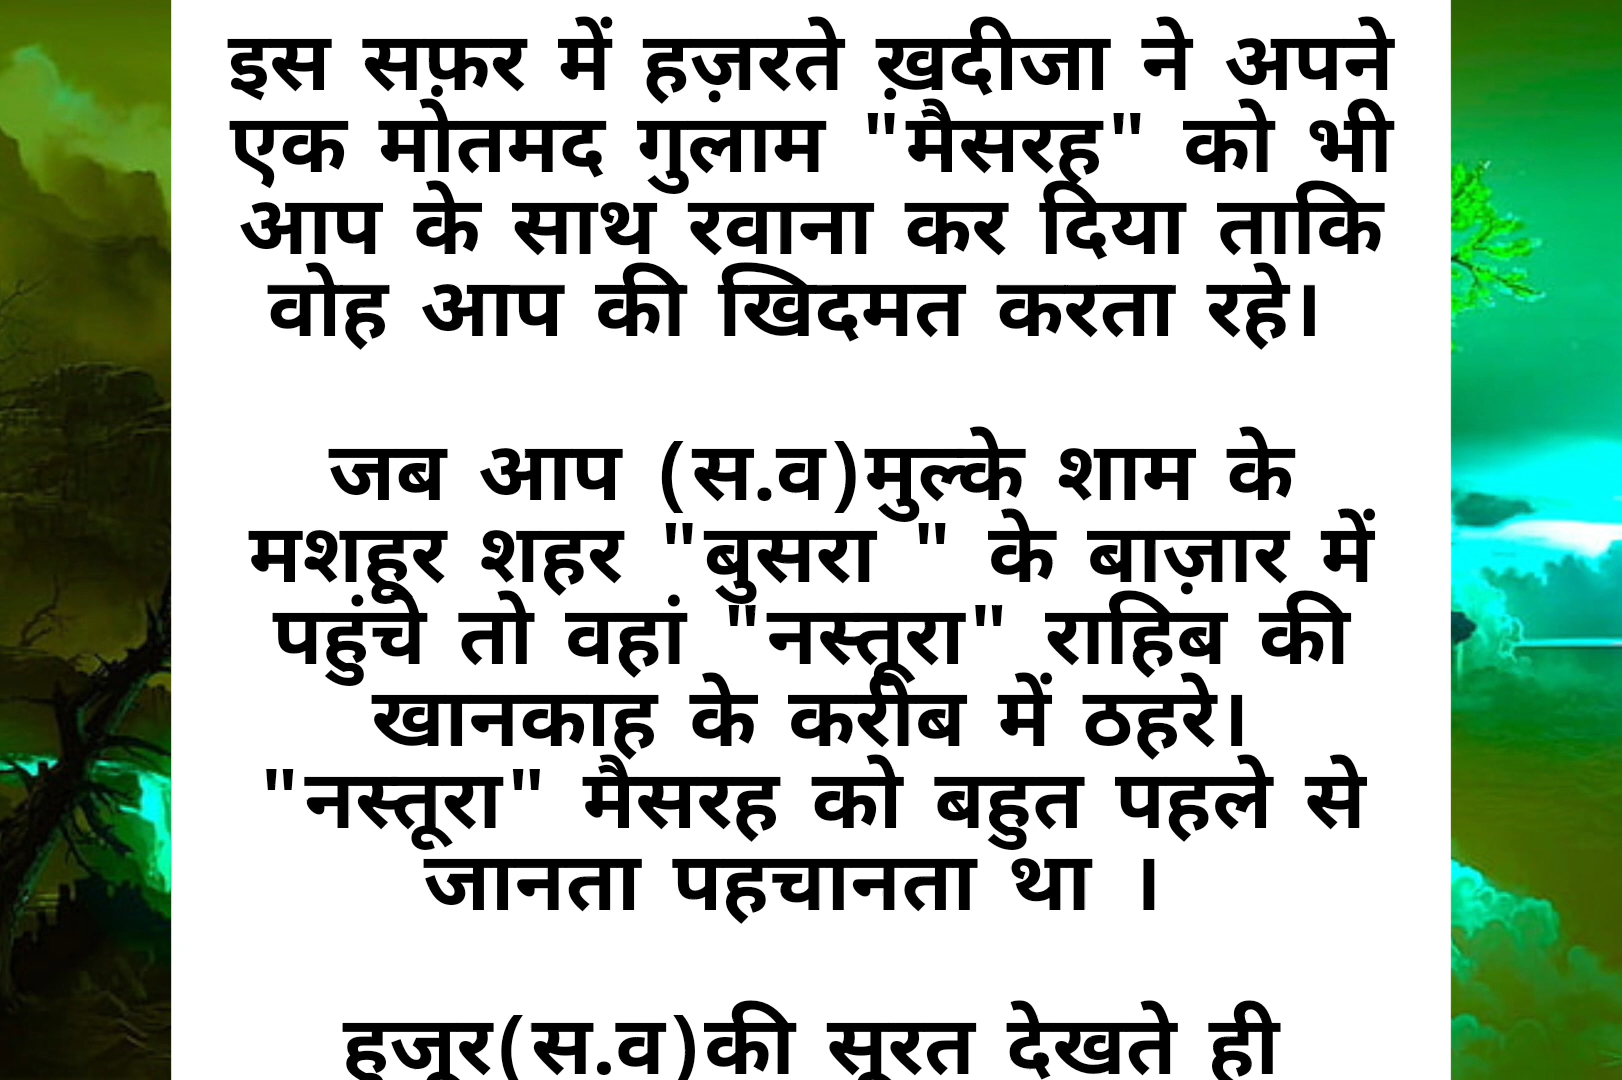 इस सफ़र में हज़रते ख़दीजा ने अपने
एक मोतमद गुलाम "मैसरह" को भी
आप के साथ रवाना कर दिया ताकि
वोह आप की खिदमत करता रहे।
जब आप (स.व)मुल्के शाम के
मशहूर शहर "बुसरा " के बाज़ार में
पहुंचे तो वहां "नस्तूरा" राहिब की
खानकाह के करीब में ठहरे।
"नस्तूरा" मैसरह को बहुत पहले से
जानता पहचानता था ।
हजूर(स.व)की सूरत देखते ही